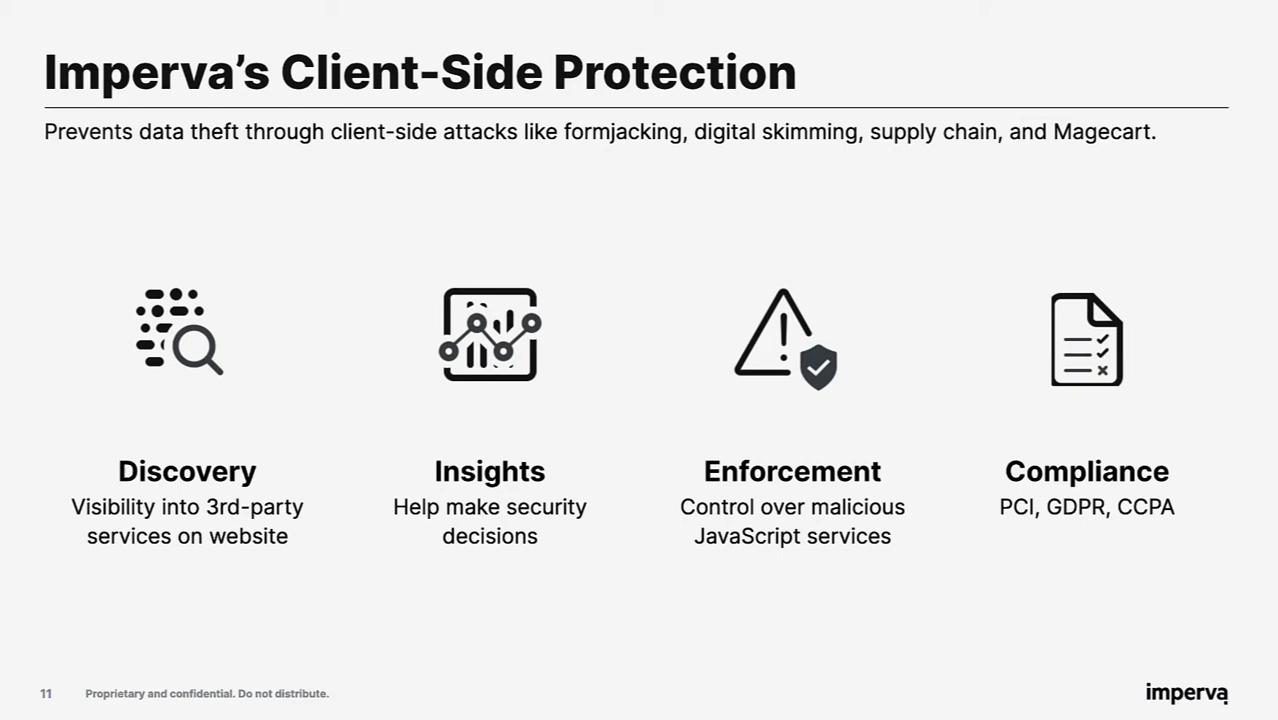 Imperva’s Client-Side Protection
Prevents data theft through client-side attacks like formjacking, digital skimming, supply chain, and Magecart.
Discovery
Visibility into 3rd-party
services on website
Insights
Help make security
decisions
Enforcement
Control over malicious
JavaScript services
Compliance
PCI, GDPR, CCPA
11
Proprietary and confidential. Do not distribute.
imperva